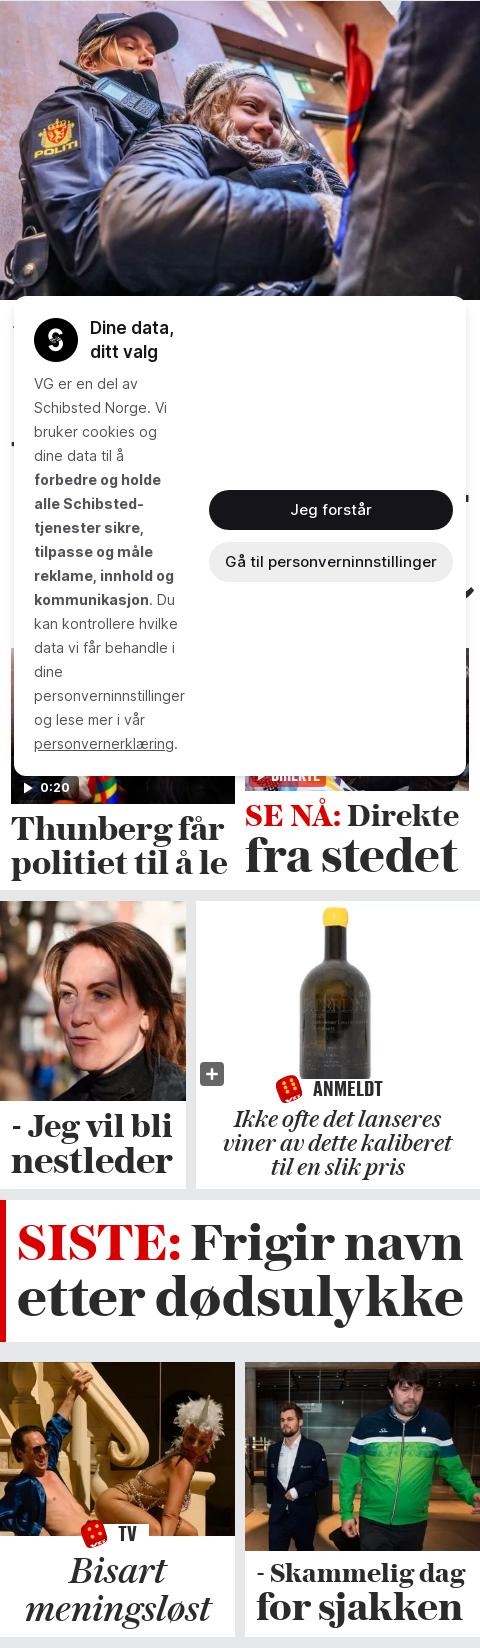 POLITI
Dine data,
ditt valg
VG er en del av
Schibsted Norge. Vi
bruker cookies og
dine data til å
forbedre og holde
alle Schibsted-
tjenester sikre,
tilpasse og måle
reklame, innhold og
kommunikasjon. Du
kan kontrollere hvilke
data vi får behandle i
dine
personverninnstillinger
og lese mer i vår
personvernerklæring.
Jeg forstår
Gå til personverninnstillinger
0:20
DIREKTE
Thunberg får
politiet til å le
SE NÅ: Direkte
fra stedet
- Jeg vil bli
nestleder
ANMELDT
Ikke ofte det lanseres
viner av dette kaliberet
til en slik pris
SISTE: Frigir navn
etter dødsulykke
TV
Bisart
meningsløst
- Skammelig dag
for sjakken